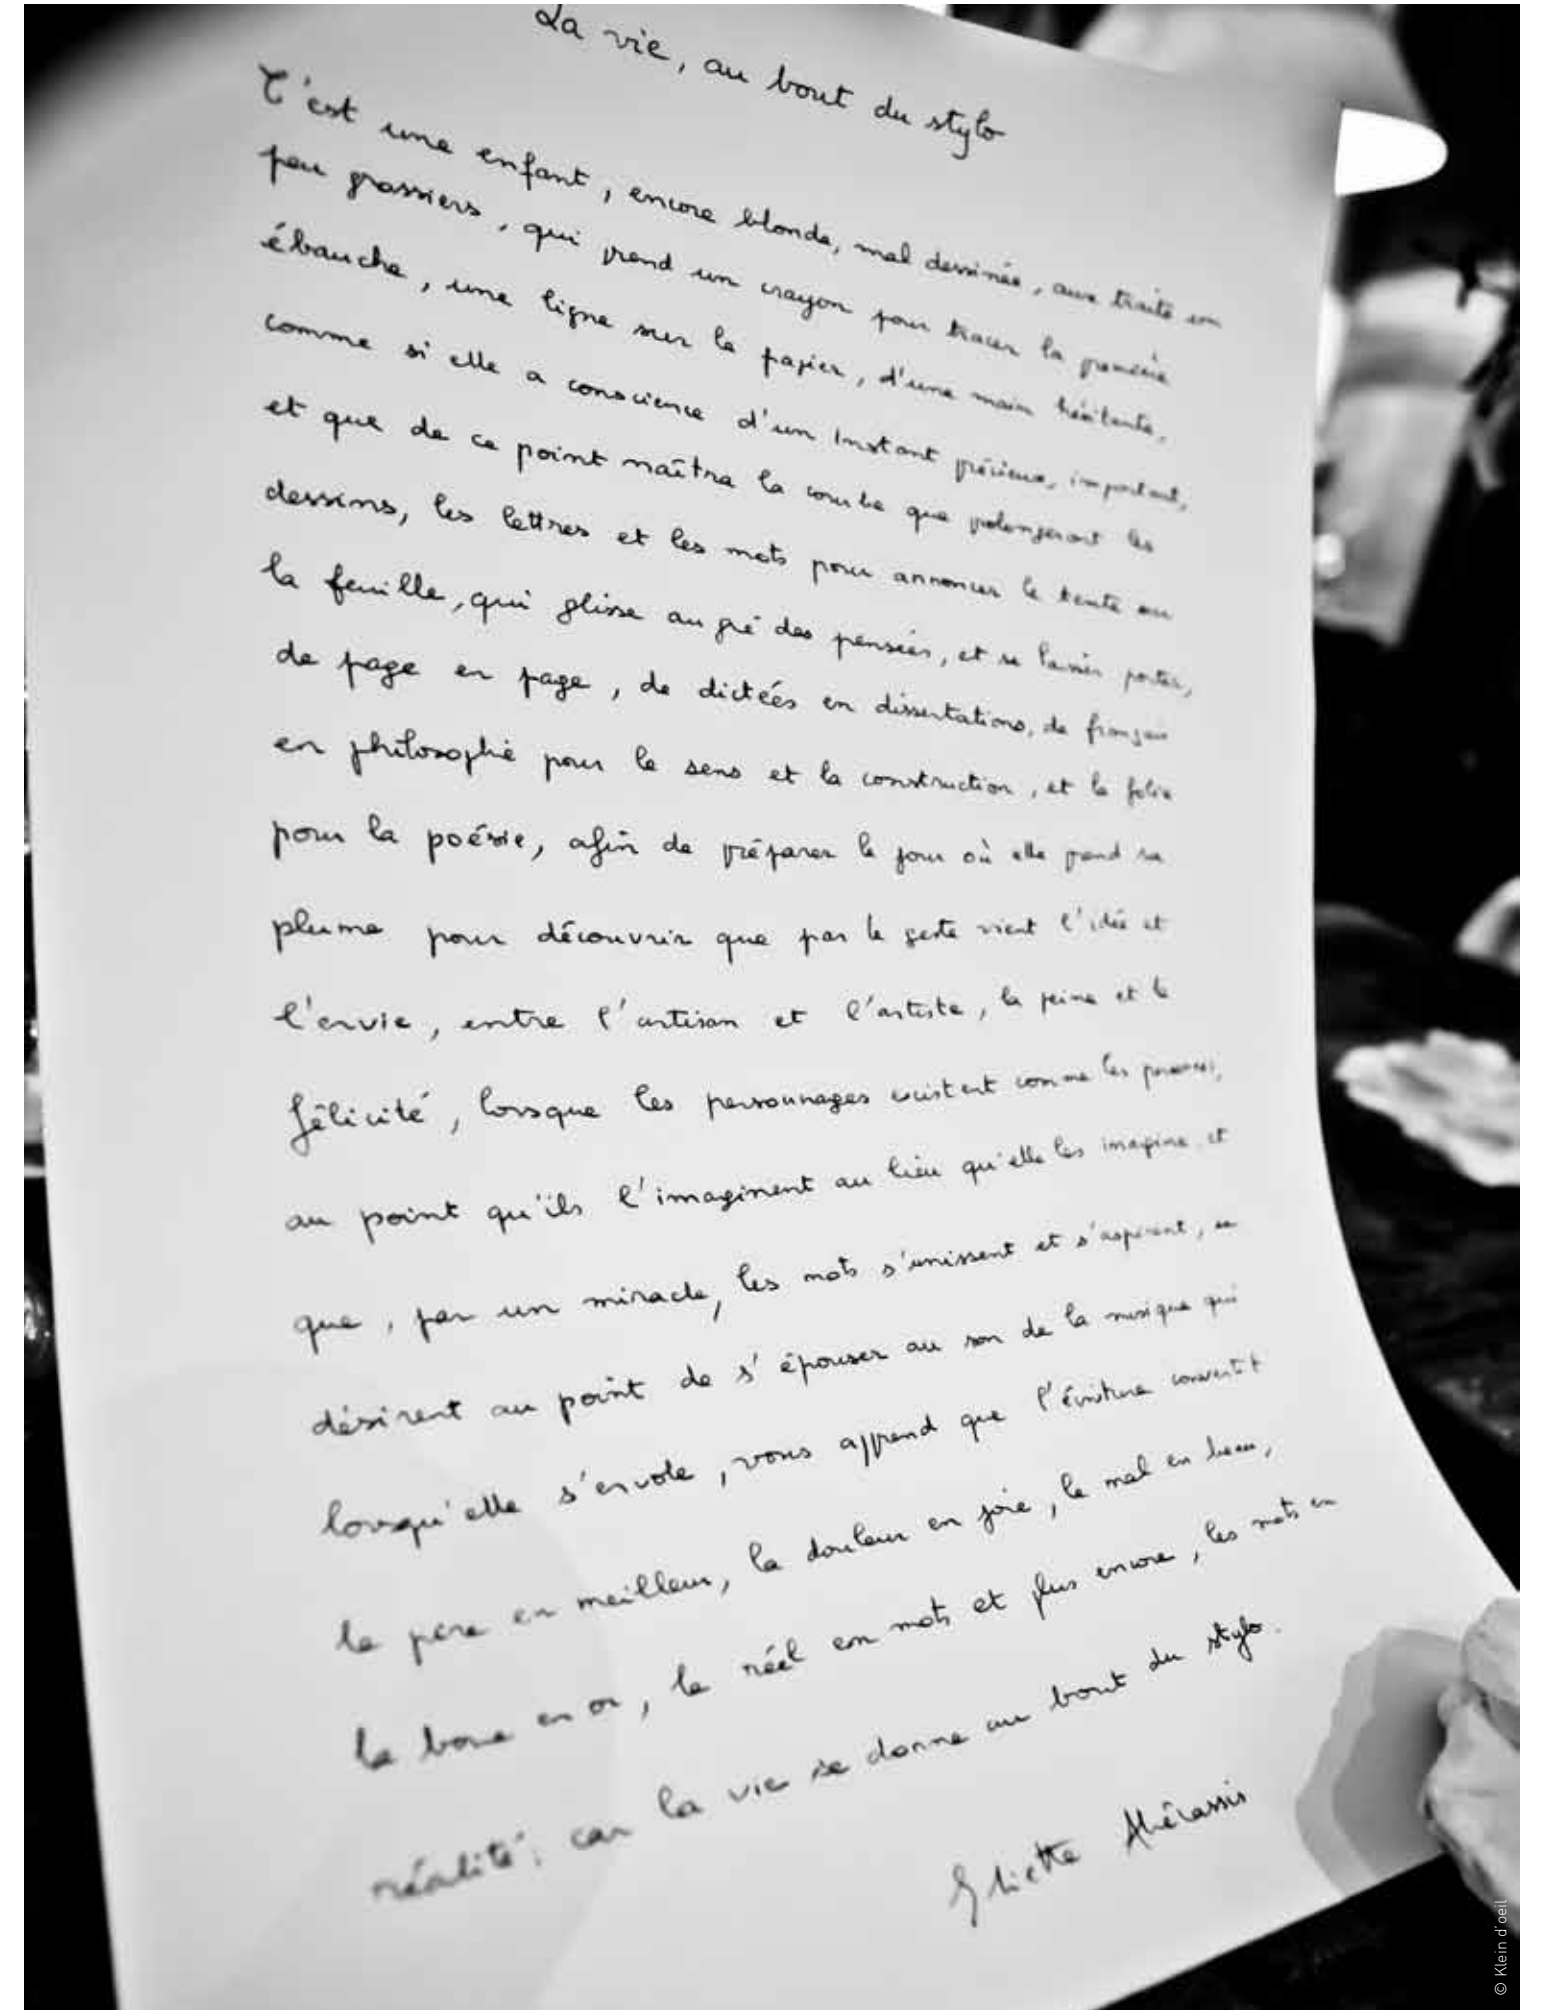 La vie, au bout du stylo
C'est une enfant, encore blonde, mal dessinée, aux traits un
peu grossiers, qui prend un crayon pour tracer la première
ébauche, une ligne sur le papier, d'une main hésitante,
comme si elle a conscience d'un instant précieux, important,
et que de ce point naîtra la courbe que prolongeront les
dessins, les lettres et les mots pour annoncer le texte ou
la feuille, qui glisse au gré des pensées, et se laisser porter,
de page en page, de dictées en dissertations, de français
en philosophie pour le sens et la construction, et la folie
pour la poésie, afin de préparer le jour où elle prend sa
plume pour découvrir que par le geste vient l'idée et
l'envie, entre l'artisan et l'artiste, la peine et la
félicité, lorsque les personnages existent comme les
au point qu'ils l'imaginent au lieu qu'elle les imagine et
que, par un miracle, les mots s'unissent et s'aspirent, se
désirent au point de s'épouser au son de la musique qui
lorsqu'elle s'envole, vous apprend que l'écriture convertit
le pire en meilleur, la douleur en joie, le mal en beau,
la boue en or, le réel en mots et plus encore, les mots en
réalité, car la vie se donne au bout du stylo.
Eliette Abécassis
© Klein d'oeil